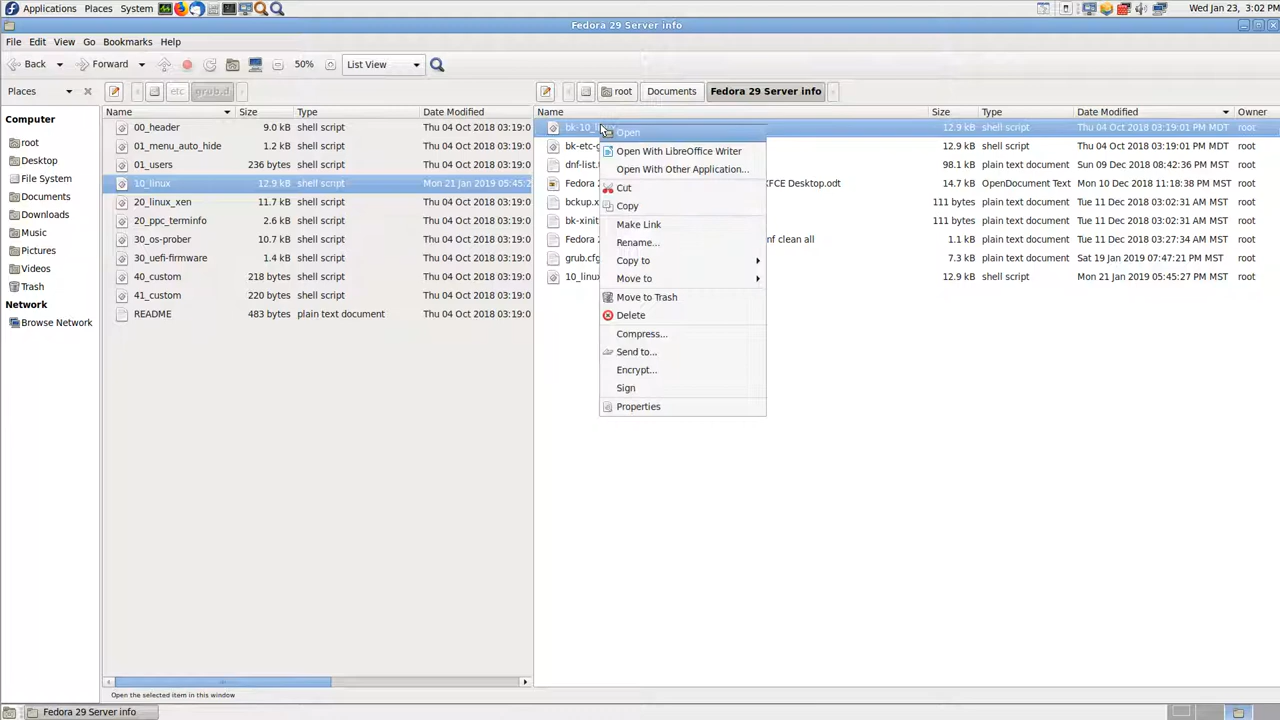 Applications Places System Wed Jan 23, 3:02 PM
Fedora 29 Server info
File Edit View Go Bookmarks Help
Back Forward 50% List View
Places etc grub.d root Documents Fedora 29 Server info
Name Size Type Date Modified Name Size Type Date Modified Owner
Computer
root
Desktop
File System
Documents
Downloads
Music
Pictures
Videos
Trash
Network
Browse Network
00_header 9.0 kB shell script Thu 04 Oct 2018 03:19:0
01_menu_auto_hide 1.2 kB shell script Thu 04 Oct 2018 03:19:0
01_users 236 bytes shell script Thu 04 Oct 2018 03:19:0
10_linux 12.9 kB shell script Mon 21 Jan 2019 05:45:2
20_linux_xen 11.7 kB shell script Thu 04 Oct 2018 03:19:0
20_ppc_terminfo 2.6 kB shell script Thu 04 Oct 2018 03:19:0
30_os-prober 10.7 kB shell script Thu 04 Oct 2018 03:19:0
30_uefi-firmware 1.4 kB shell script Thu 04 Oct 2018 03:19:0
40_custom 218 bytes shell script Thu 04 Oct 2018 03:19:0
41_custom 220 bytes shell script Thu 04 Oct 2018 03:19:0
README 483 bytes plain text document Thu 04 Oct 2018 03:19:0
bk-10_ 12.9 kB shell script Thu 04 Oct 2018 03:19:01 PM MDT root
bk-etc-g 12.9 kB shell script Thu 04 Oct 2018 03:19:01 PM MDT root
dnf-list. 98.1 kB plain text document Sun 09 Dec 2018 08:42:36 PM MST root
Fedora XFCE Desktop.odt 14.7 kB OpenDocument Text Mon 10 Dec 2018 11:18:38 PM MST root
bckup.x 111 bytes plain text document Tue 11 Dec 2018 03:02:31 AM MST root
bk-xinit 111 bytes plain text document Tue 11 Dec 2018 03:02:31 AM MST root
Fedora 2 nf clean all 1.1 kB plain text document Tue 11 Dec 2018 03:27:34 AM MST root
grub.cfg 7.3 kB plain text document Sat 19 Jan 2019 07:47:21 PM MST root
10_linux 12.9 kB shell script Mon 21 Jan 2019 05:45:27 PM MST root
Open
Open With LibreOffice Writer
Open With Other Application...
Cut
Copy
Make Link
Rename...
Copy to
Move to
Move to Trash
Delete
Compress...
Send to...
Encrypt...
Sign
Properties
Open the selected item in this window
Fedora 29 Server info